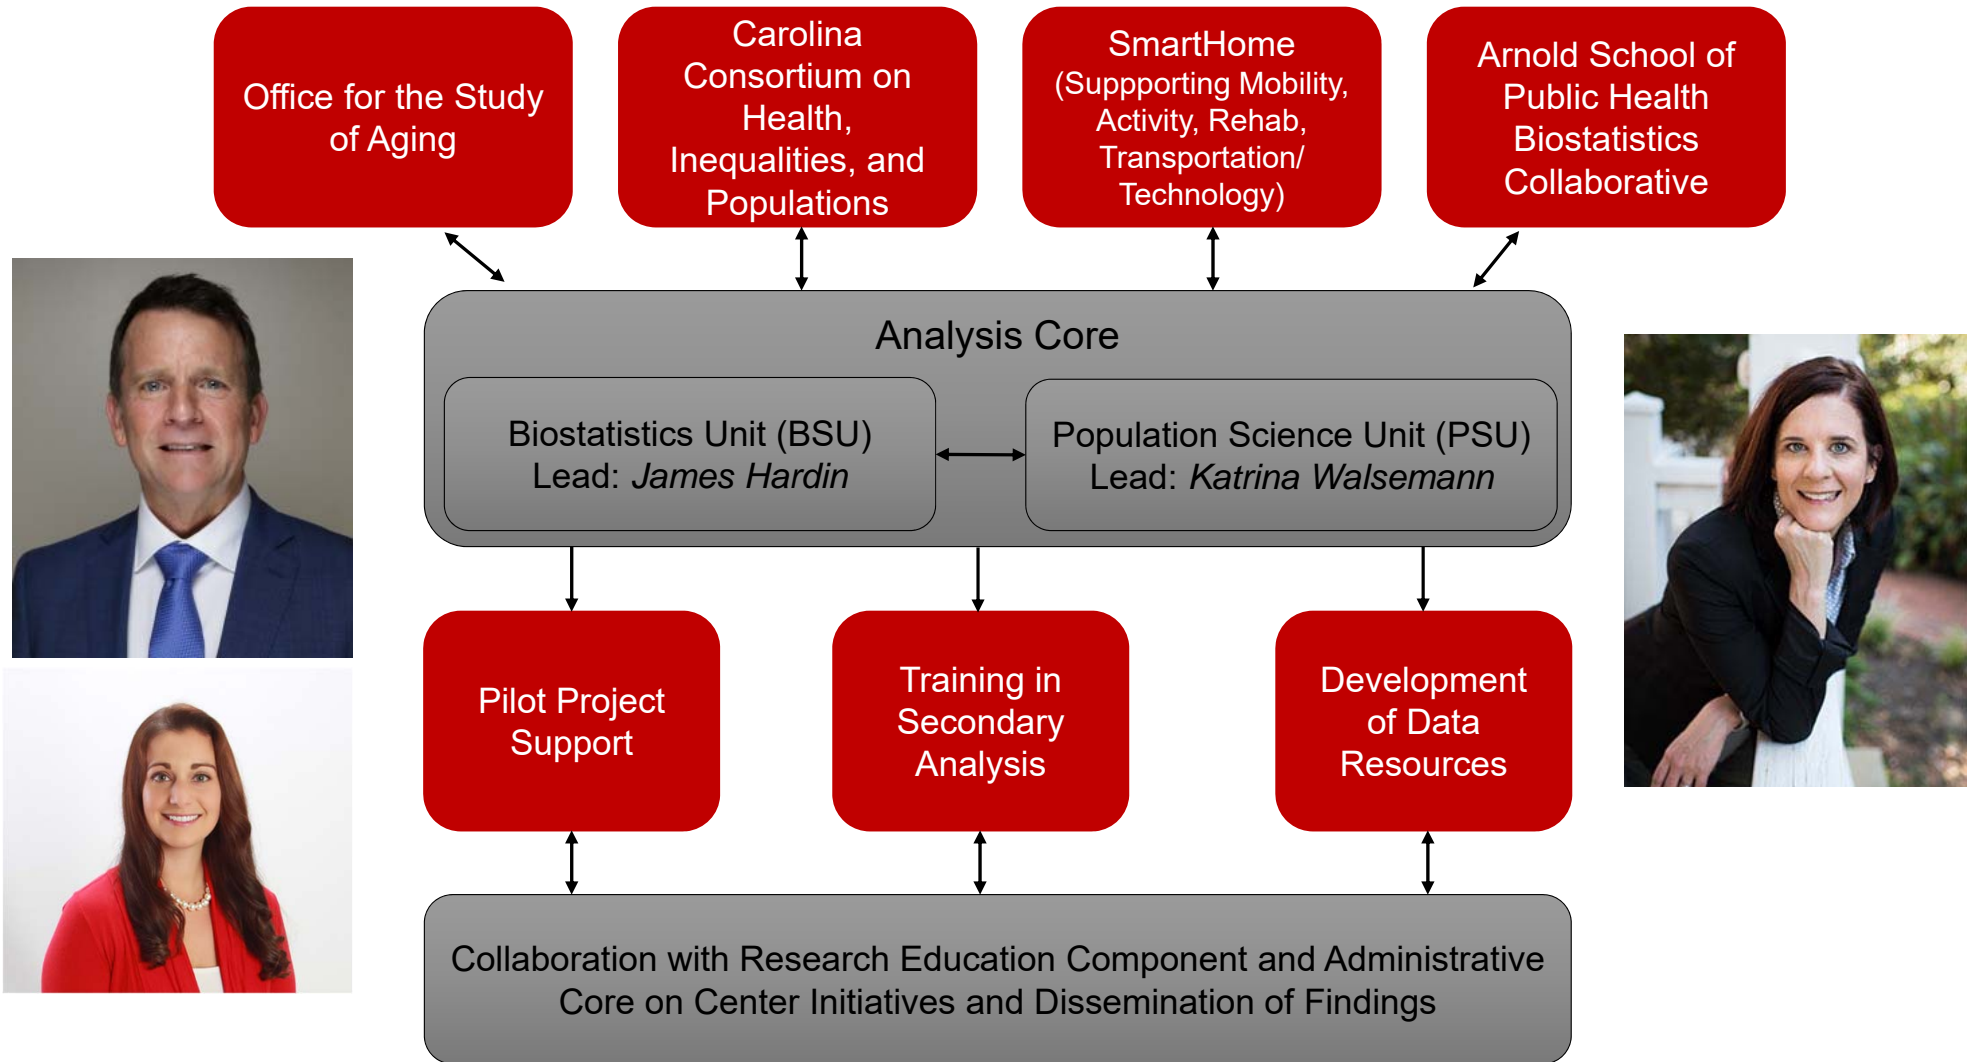 Office for the Study
of Aging
Carolina
Consortium on
Health,
Inequalities, and
Populations
SmartHome
(Suppporting Mobility,
Activity, Rehab,
Transportation/
Technology)
Arnold School of
Public Health
Biostatistics
Collaborative
Analysis Core
Biostatistics Unit (BSU)
Lead: James Hardin
Population Science Unit (PSU)
Lead: Katrina Walsemann
Pilot Project
Support
Training in
Secondary
Analysis
Development
of Data
Resources
Collaboration with Research Education Component and Administrative
Core on Center Initiatives and Dissemination of Findings